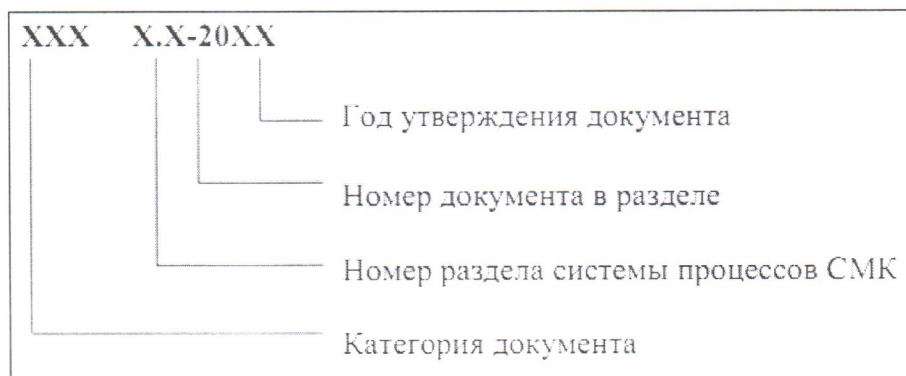 XXX X.X-20XX
Год утверждения документа
Номер документа в разделе
Номер раздела системы процессов СМК
Категория документа